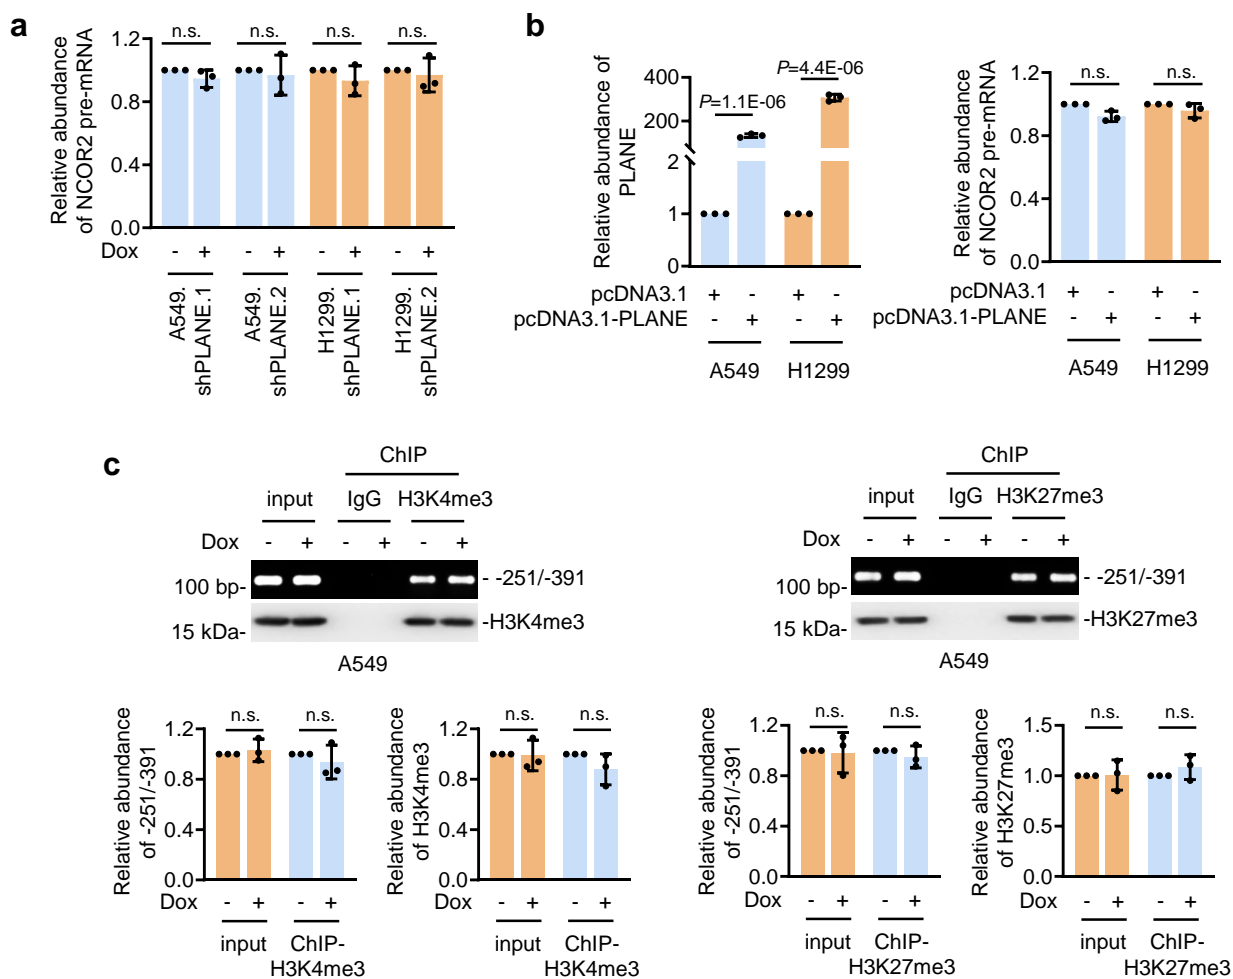 a
Relative abundance
of NCOR2 pre-mRNA
1.2
0.8
0.4
0.0
n.s. n.s. n.s. n.s.
Dox - + - + - + - +
A549.
shPLANE.1
A549.
shPLANE.2
H1299.
shPLANE.1
H1299.
shPLANE.2
b
Relative abundance of
PLANE
400
200
2
1
0
P=1.1E-06
P=4.4E-06
pcDNA3.1 + - + -
pcDNA3.1-PLANE - + - +
A549 H1299
Relative abundance
of NCOR2 pre-mRNA
1.2
0.8
0.4
0.0
n.s. n.s.
pcDNA3.1 + - + -
pcDNA3.1-PLANE - + - +
A549 H1299
c
ChIP
input IgG H3K4me3
Dox - + - + - +
100 bp- - -251/-391
15 kDa- -H3K4me3
A549
ChIP
input IgG H3K27me3
Dox - + - + - +
100 bp- - -251/-391
15 kDa- -H3K27me3
A549
Relative abundance
of -251/-391
1.2
0.8
0.4
0.0
n.s. n.s.
Dox - + - +
input ChIP-
H3K4me3
Relative abundance
of H3K4me3
1.2
0.8
0.4
0.0
n.s. n.s.
Dox - + - +
input ChIP-
H3K4me3
Relative abundance
of -251/-391
1.2
0.8
0.4
0.0
n.s. n.s.
Dox - + - +
input ChIP-
H3K27me3
Relative abundance
of H3K27me3
1.5
1.0
0.5
0.0
n.s. n.s.
Dox - + - +
input ChIP-
H3K27me3